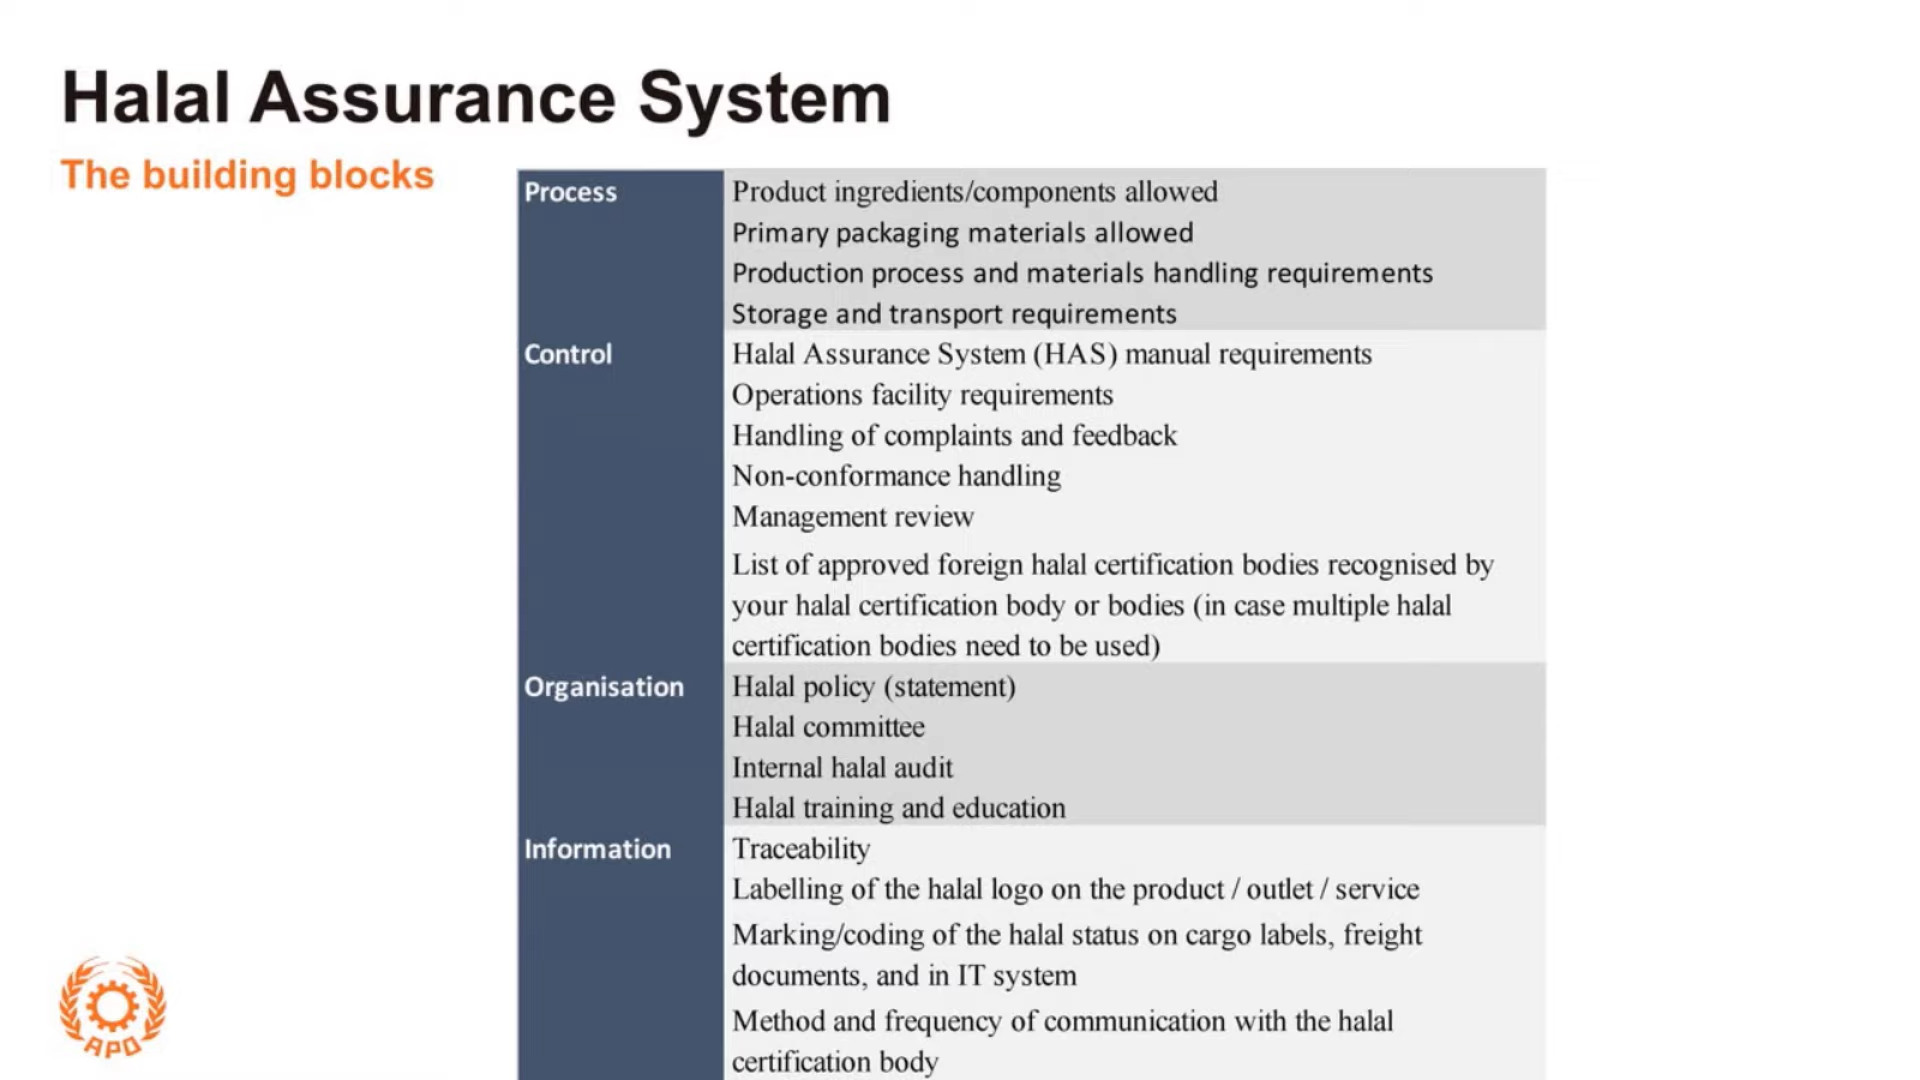 Halal Assurance System
The building blocks
Process
Product ingredients/components allowed
Primary packaging materials allowed
Production process and materials handling requirements
Storage and transport requirements
Control
Halal Assurance System (HAS) manual requirements
Operations facility requirements
Handling of complaints and feedback
Non-conformance handling
Management review
List of approved foreign halal certification bodies recognised by
your halal certification body or bodies (in case multiple halal
certification bodies need to be used)
Organisation
Halal policy (statement)
Halal committee
Internal halal audit
Halal training and education
Information
Traceability
Labelling of the halal logo on the product / outlet / service
Marking/coding of the halal status on cargo labels, freight
documents, and in IT system
Method and frequency of communication with the halal
certification body
APO